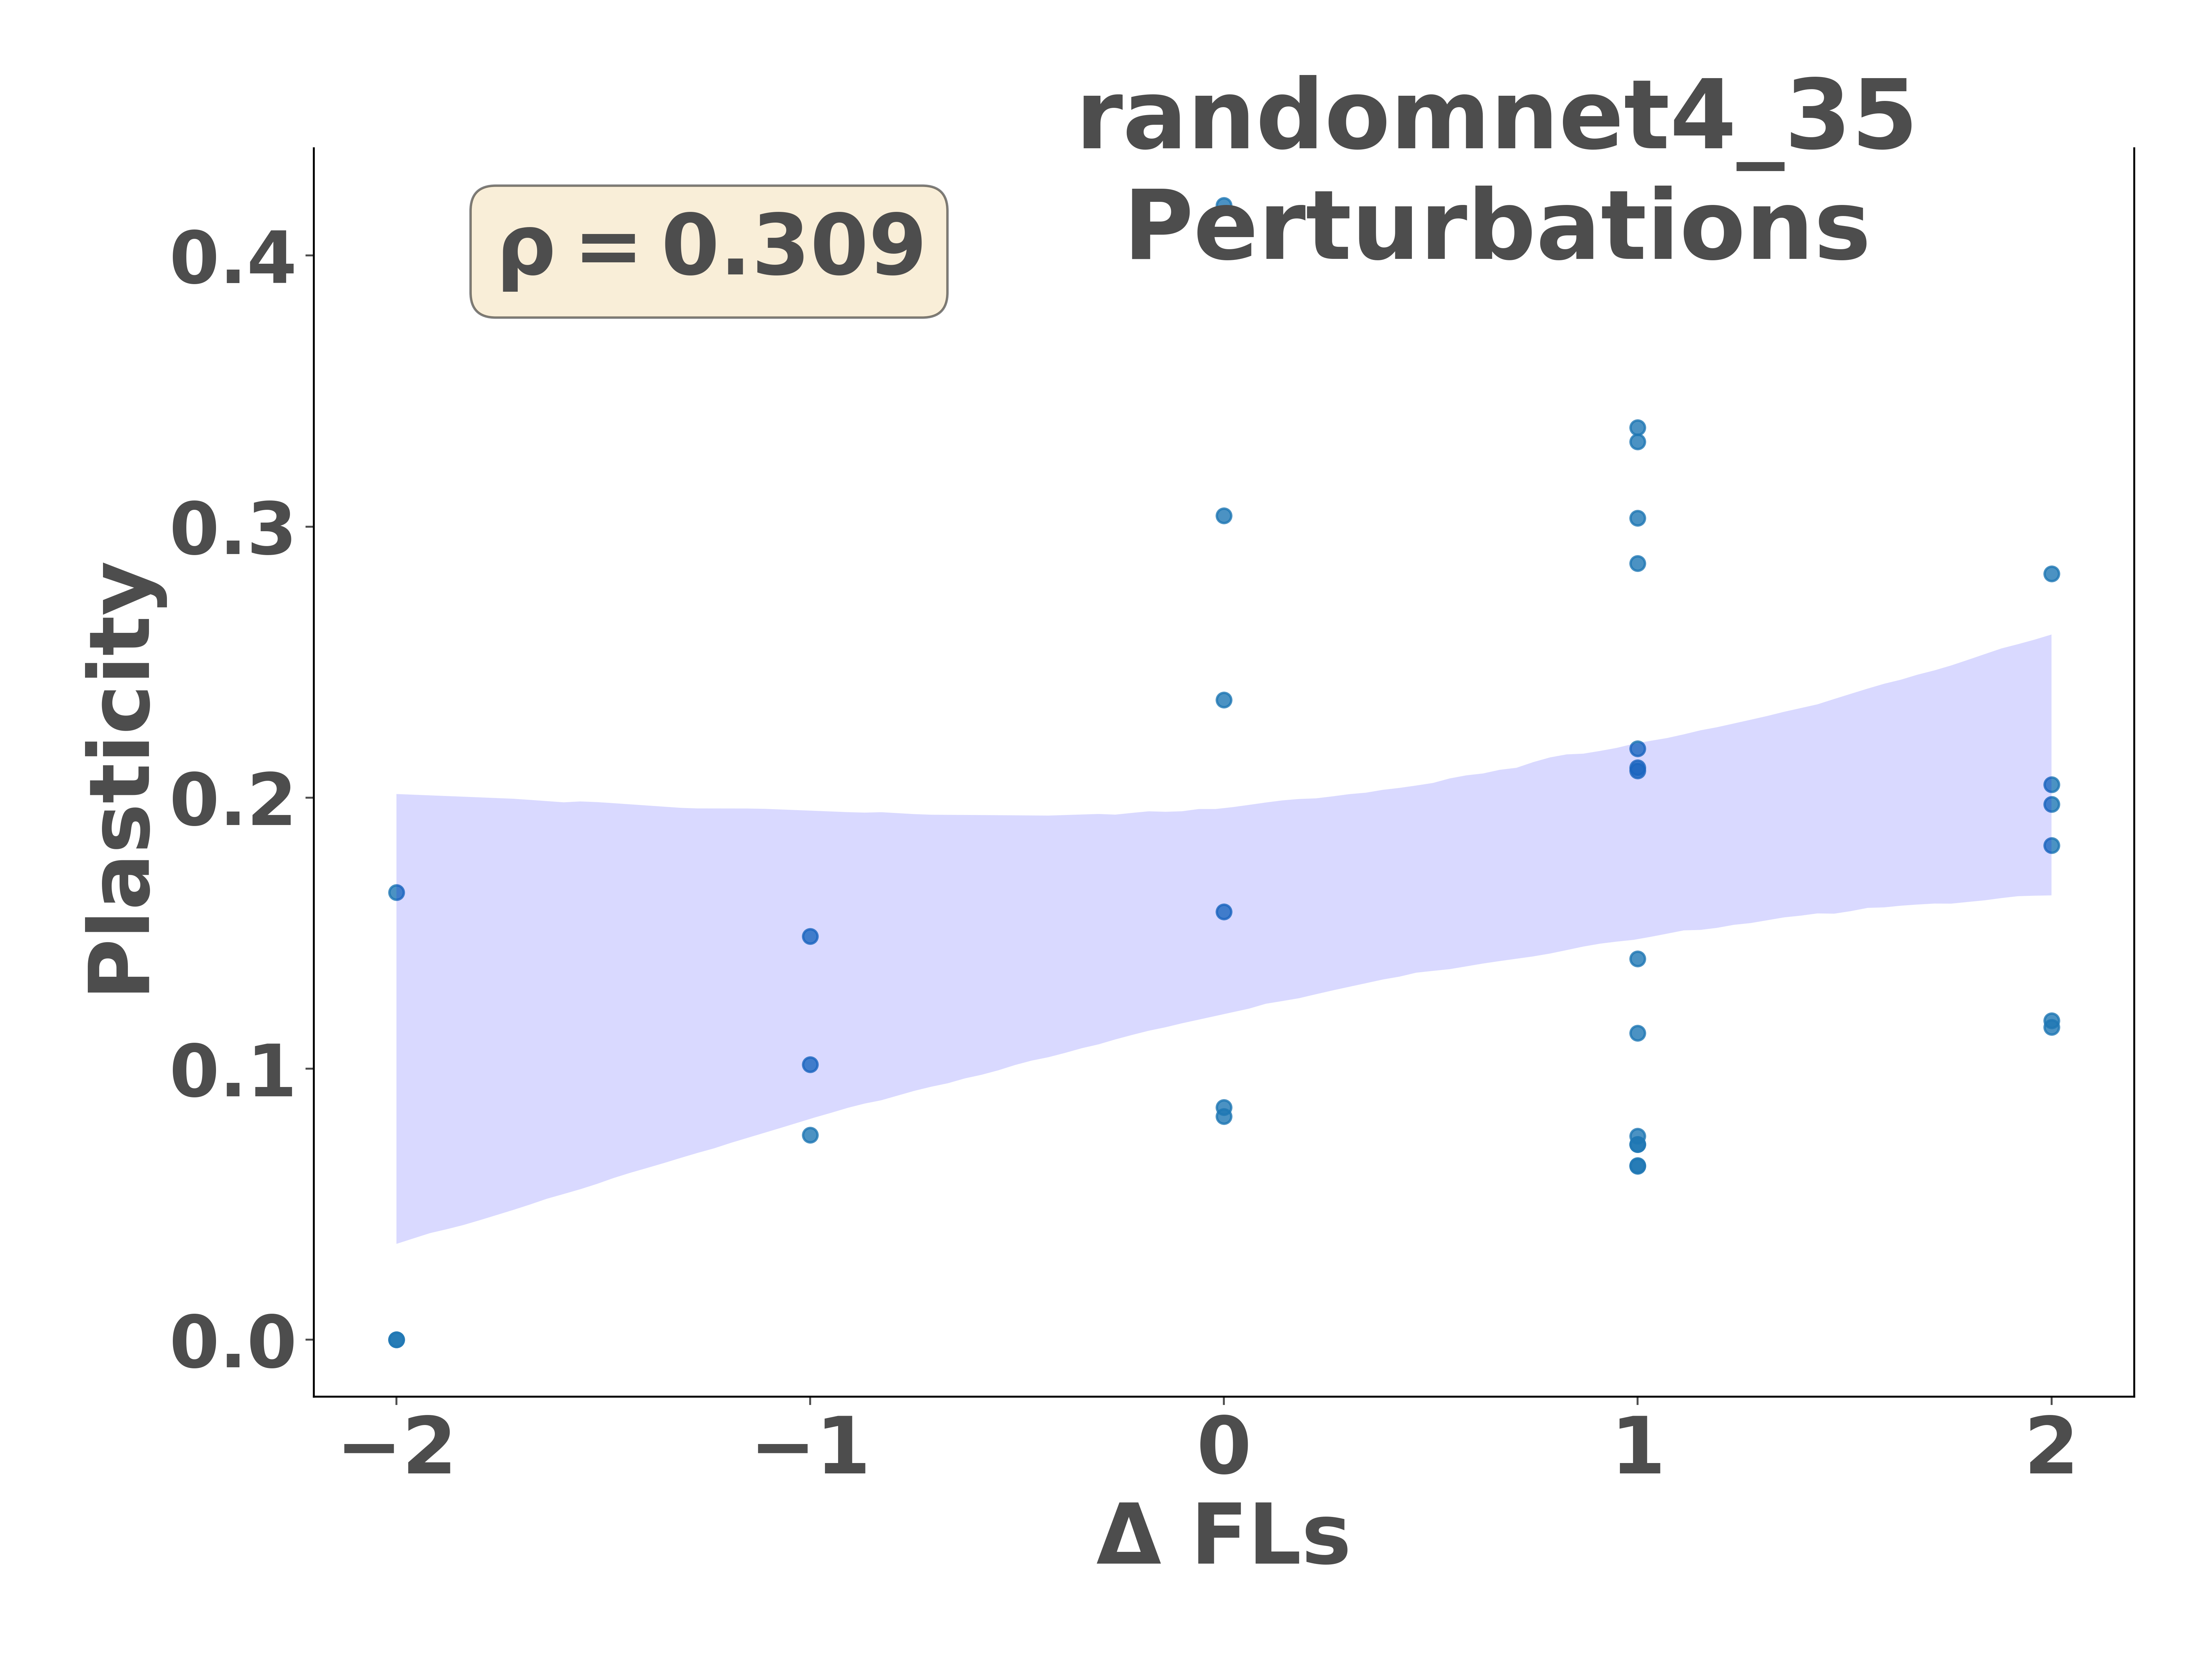 randomnet4_35
Perturbations
ρ = 0.309
Plasticity
0.4
0.3
0.2
0.1
0.0
−2 −1 0 1 2
Δ FLs